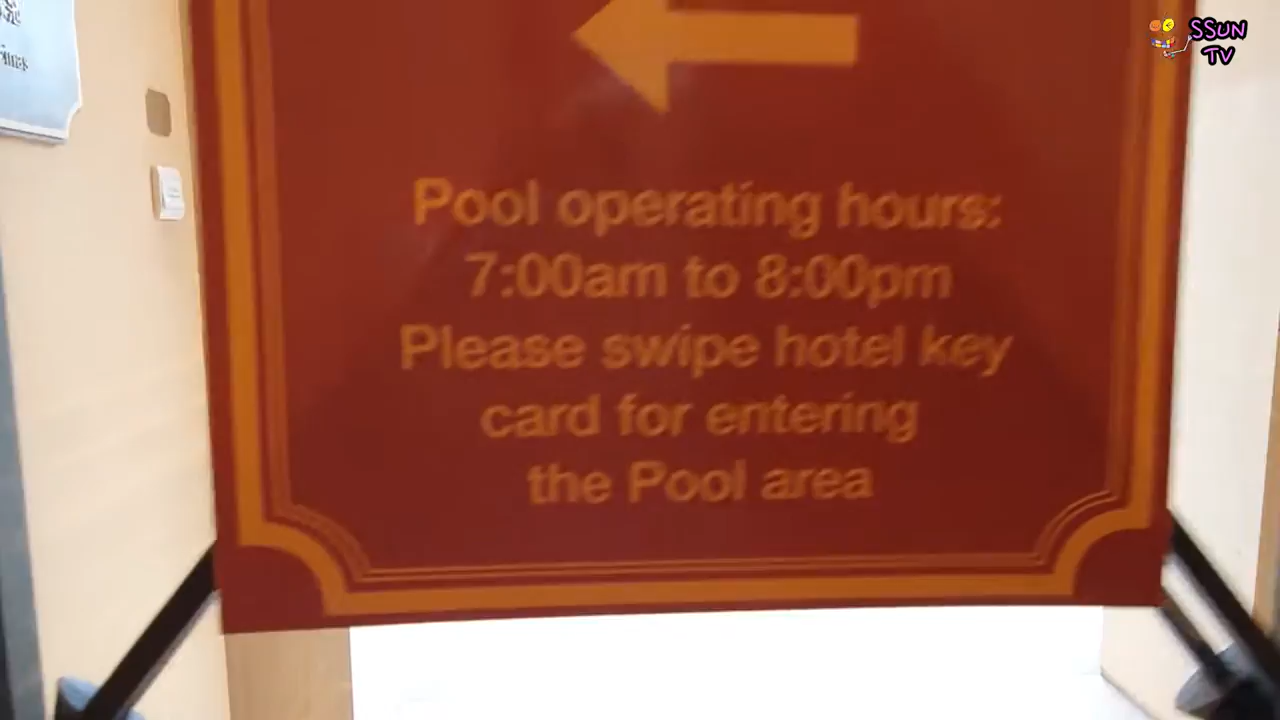 SSUN
TV
Pool operating hours:
7:00am to 8:00pm
Please swipe hotel key
card for entering
the Pool area